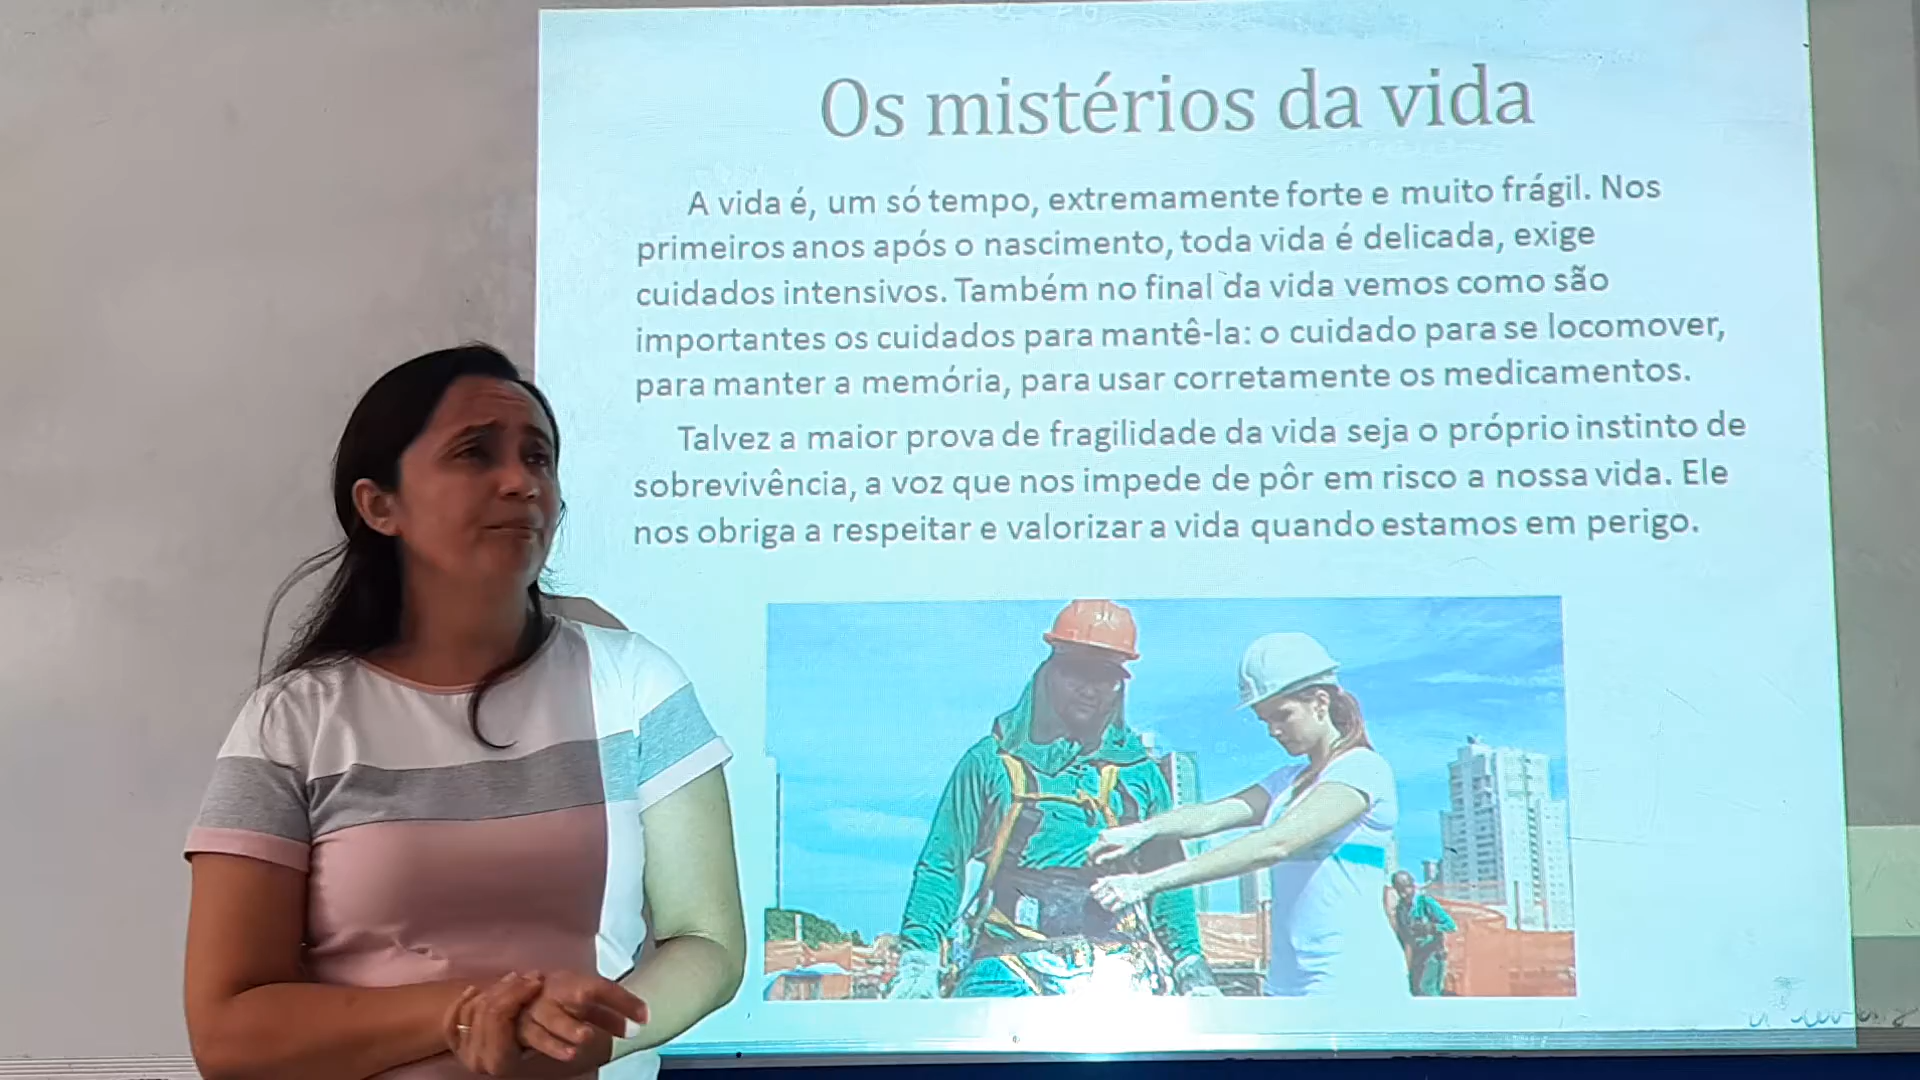 Os mistérios da vida
A vida é, um só tempo, extremamente forte e muito frágil. Nos
primeiros anos após o nascimento, toda vida é delicada, exige
cuidados intensivos. Também no final da vida vemos como são
importantes os cuidados para mantê-la: o cuidado para se locomover,
para manter a memória, para usar corretamente os medicamentos.
Talvez a maior prova de fragilidade da vida seja o próprio instinto de
sobrevivência, a voz que nos impede de pôr em risco a nossa vida. Ele
nos obriga a respeitar e valorizar a vida quando estamos em perigo.